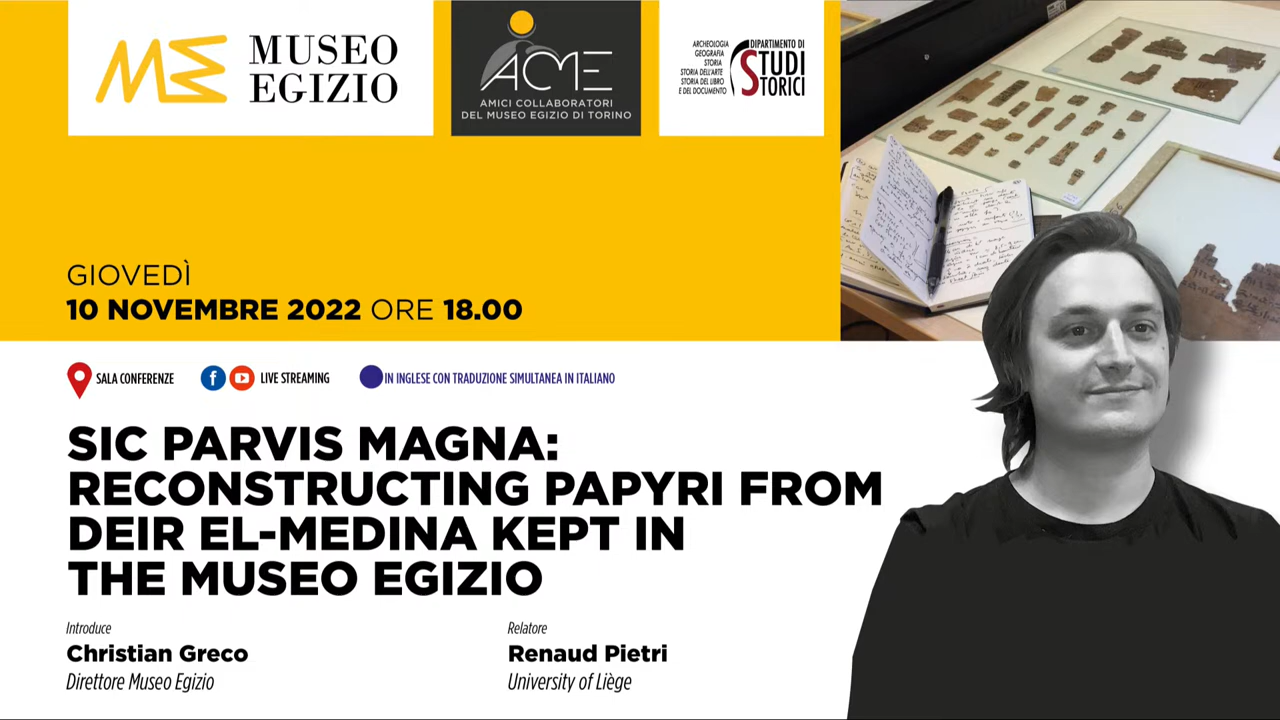 MUSEO
EGIZIO
ACME
AMICI COLLABORATORI
DEL MUSEO EGIZIO DI TORINO
ARCHEOLOGIA
GEOGRAFIA
STORIA
STORIA DELL'ARTE
STORIA DEL LIBRO
E DEL DOCUMENTO
DIPARTIMENTO DI
STUDI
STORICI
GIOVEDÌ
10 NOVEMBRE 2022 ORE 18.00
SALA CONFERENZE
LIVE STREAMING
IN INGLESE CON TRADUZIONE SIMULTANEA IN ITALIANO
SIC PARVIS MAGNA:
RECONSTRUCTING PAPYRI FROM
DEIR EL-MEDINA KEPT IN
THE MUSEO EGIZIO
Introduce
Christian Greco
Direttore Museo Egizio
Relatore
Renaud Pietri
University of Liège